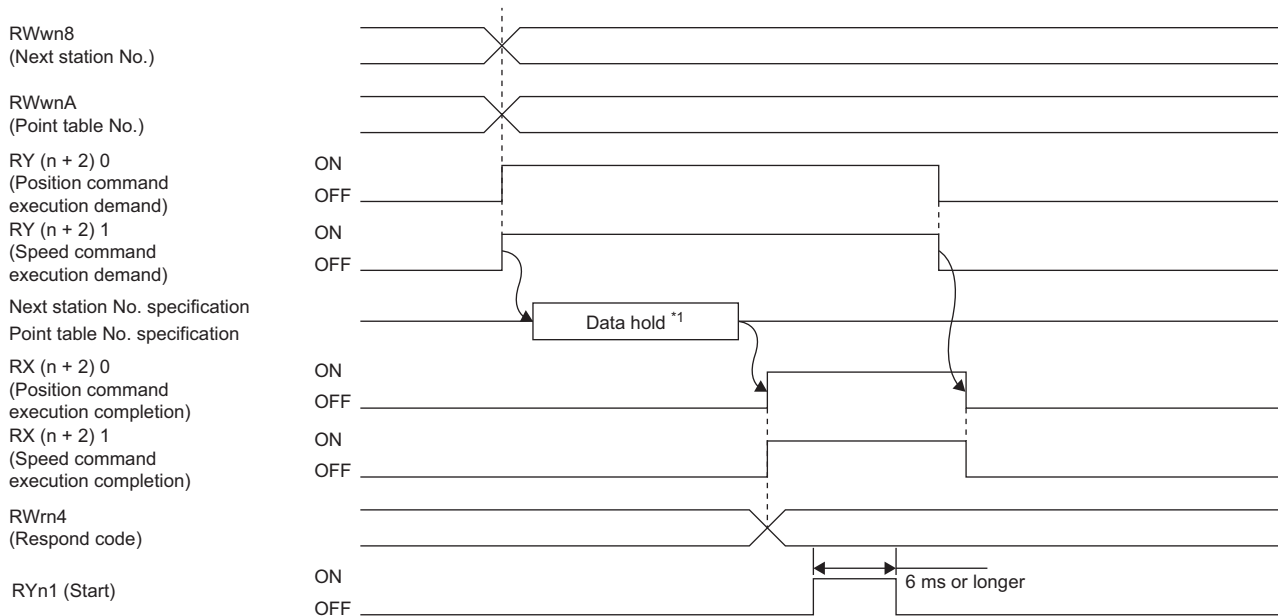 RWwn8
(Next station No.)
RWwnA
(Point table No.)
RY (n + 2) 0
(Position command
execution demand)
ON
OFF
RY (n + 2) 1
(Speed command
execution demand)
ON
OFF
Next station No. specification
Point table No. specification
Data hold *1
RX (n + 2) 0
(Position command
execution completion)
ON
OFF
RX (n + 2) 1
(Speed command
execution completion)
ON
OFF
RWrn4
(Respond code)
RYn1 (Start)
ON
OFF
6 ms or longer